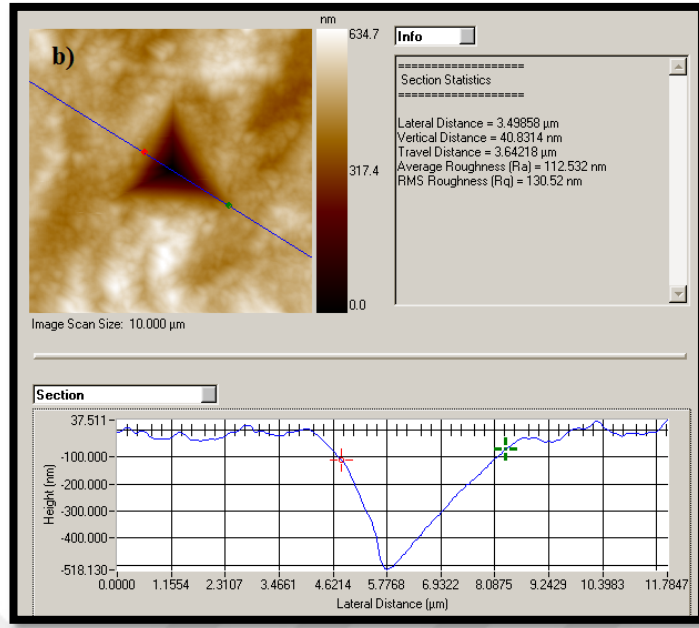 nm
b)
634.7
317.4
0.0
Image Scan Size: 10.000 µm
Info
====================
Section Statistics
====================
Lateral Distance = 3.49858 µm
Vertical Distance = 40.8314 nm
Travel Distance = 3.64218 µm
Average Roughness (Ra) = 112.532 nm
RMS Roughness (Rq) = 130.52 nm
Section
Height (nm)
37.511
-100.000
-200.000
-300.000
-400.000
-518.130
0.0000 1.1554 2.3107 3.4661 4.6214 5.7768 6.9322 8.0875 9.2429 10.3983 11.7847
Lateral Distance (µm)